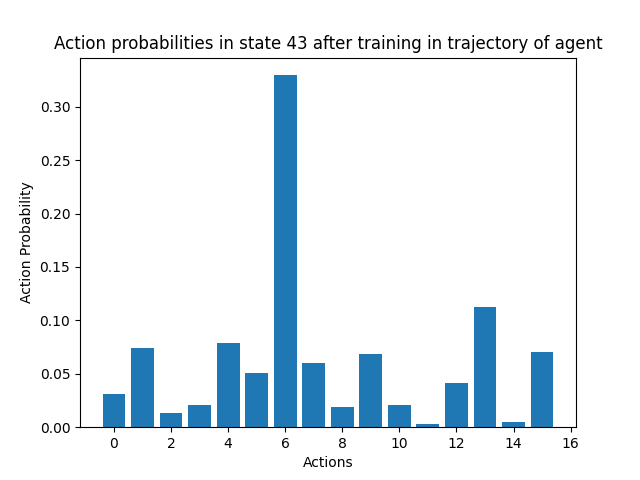 Action probabilities in state 43 after training in trajectory of agent
0.30
0.25
0.20
0.15
0.10
0.05
0.00
Action Probability
0 2 4 6 8 10 12 14 16
Actions